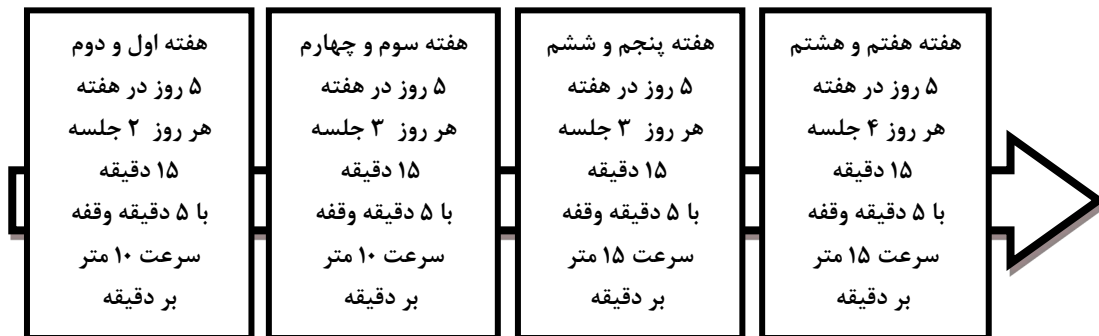 هفته اول و دوم
۵ روز در هفته
هر روز ۲ جلسه
۱۵ دقیقه
با ۵ دقیقه وقفه
سرعت ۱۰ متر
بر دقیقه
هفته سوم و چهارم
۵ روز در هفته
هر روز ۳ جلسه
۱۵ دقیقه
با ۵ دقیقه وقفه
سرعت ۱۰ متر
بر دقیقه
هفته پنجم و ششم
۵ روز در هفته
هر روز ۳ جلسه
۱۵ دقیقه
با ۵ دقیقه وقفه
سرعت ۱۵ متر
بر دقیقه
هفته هفتم و هشتم
۵ روز در هفته
هر روز ۴ جلسه
۱۵ دقیقه
با ۵ دقیقه وقفه
سرعت ۱۵ متر
بر دقیقه